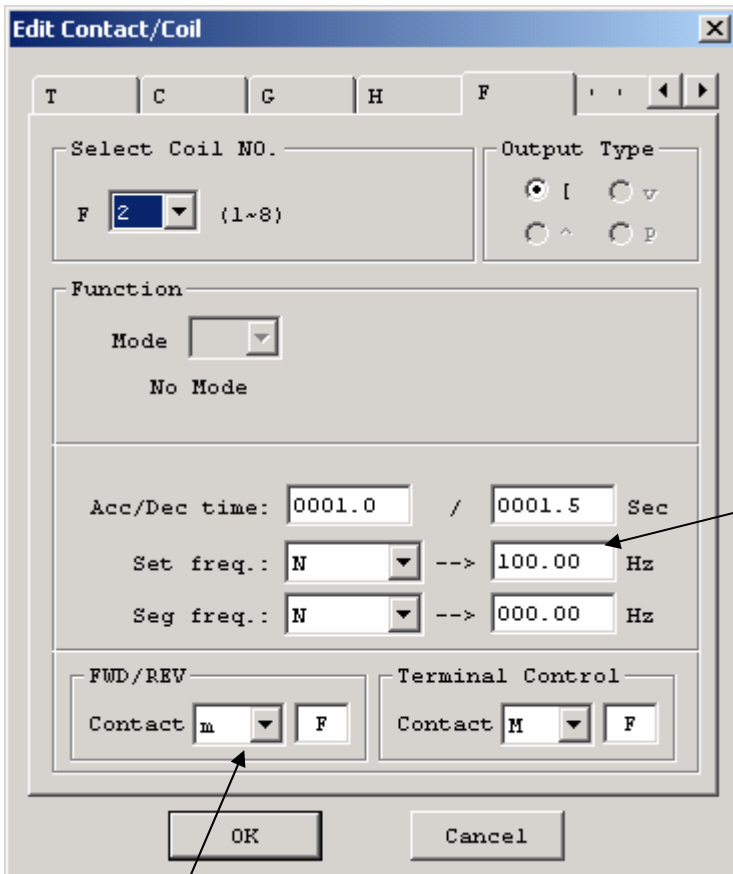 Edit Contact/Coil
T C G H F
Select Coil NO.
F 2 (1~8)
Output Type
[ v
^ P
Function
Mode
No Mode
Acc/Dec time: 0001.0 / 0001.5 Sec
Set freq.: N --> 100.00 Hz
Seg freq.: N --> 000.00 Hz
FWD/REV
Contact m F
Terminal Control
Contact M F
OK Cancel